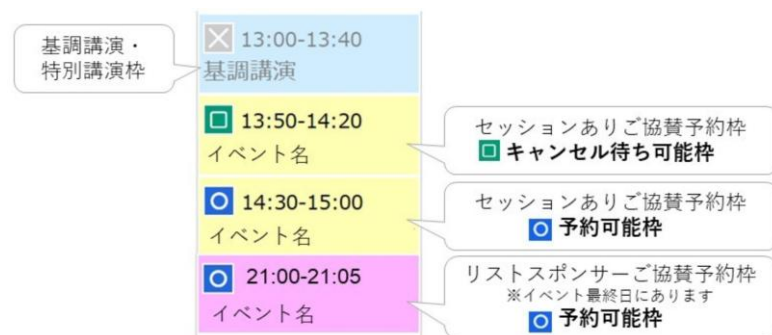 基調講演・
特別講演枠
13:00-13:40
基調講演
13:50-14:20
イベント名
セッションありご協賛予約枠
キャンセル待ち可能枠
14:30-15:00
イベント名
セッションありご協賛予約枠
予約可能枠
21:00-21:05
イベント名
リストスポンサーご協賛予約枠
※イベント最終日にあります
予約可能枠